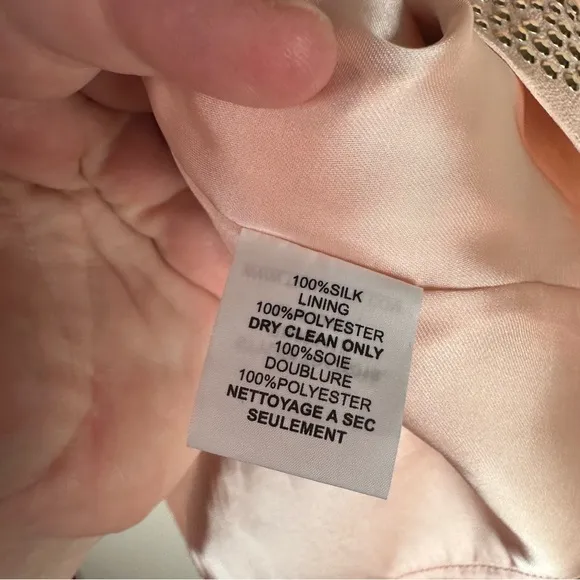 100%SILK
LINING
100%POLYESTER
DRY CLEAN ONLY
100%SOIE
DOUBLURE
100%POLYESTER
NETTOYAGE A SEC
SEULEMENT